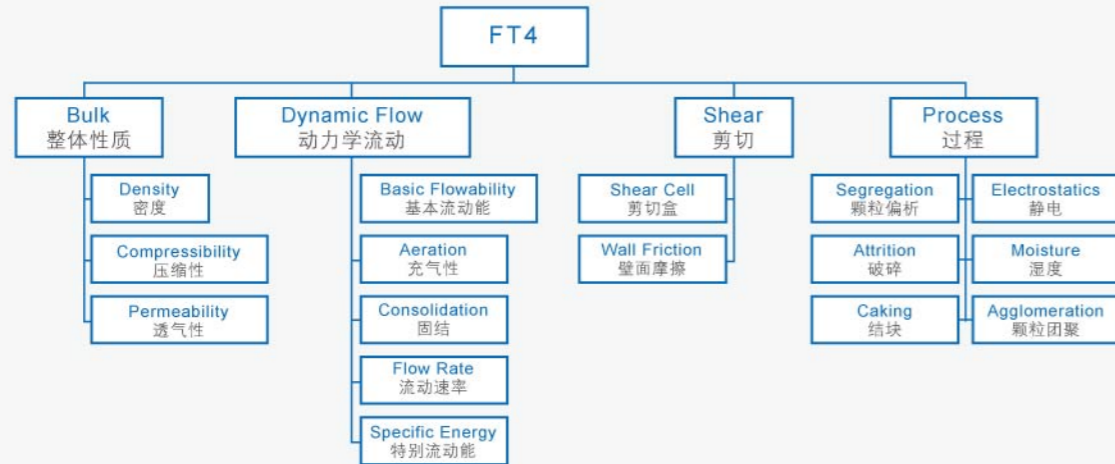 FT4
Bulk
整体性质
Dynamic Flow
动力学流动
Shear
剪切
Process
过程
Density
密度
Compressibility
压缩性
Permeability
透气性
Basic Flowability
基本流动能
Aeration
充气性
Consolidation
固结
Flow Rate
流动速率
Specific Energy
特别流动能
Shear Cell
剪切盒
Wall Friction
壁面摩擦
Segregation
颗粒偏析
Electrostatics
静电
Attrition
破碎
Moisture
湿度
Caking
结块
Agglomeration
颗粒团聚